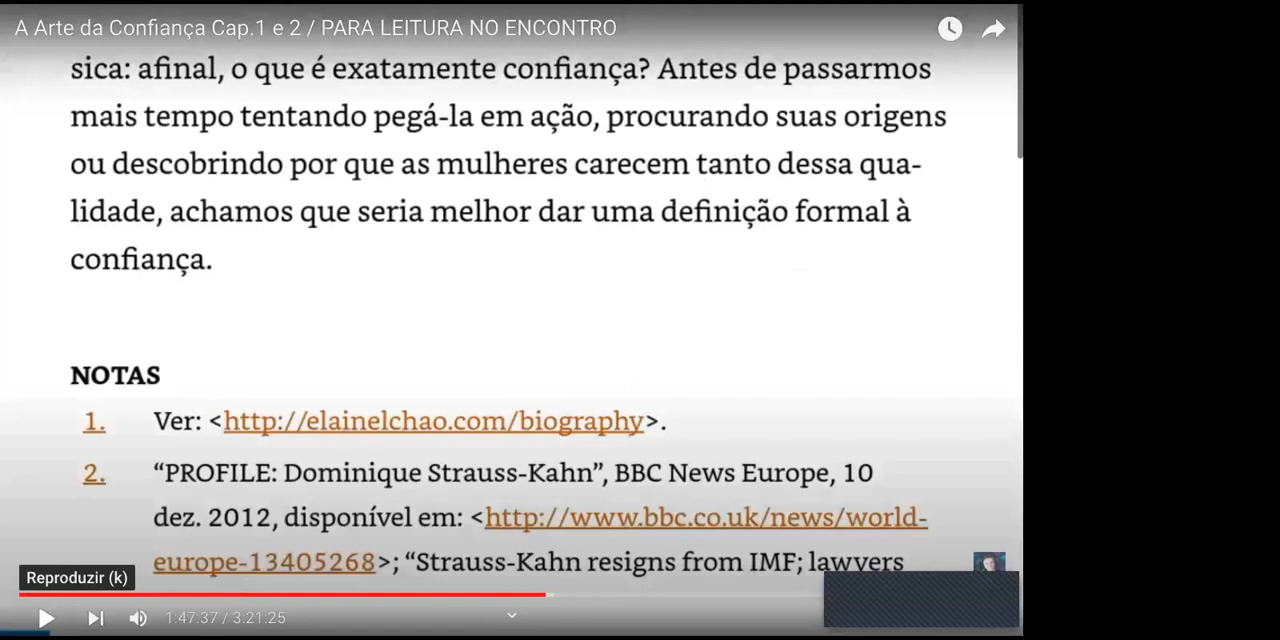 A Arte da Confiança Cap.1 e 2 / PARA LEITURA NO ENCONTRO
sica: afinal, o que é exatamente confiança? Antes de passarmos
mais tempo tentando pegá-la em ação, procurando suas origens
ou descobrindo por que as mulheres carecem tanto dessa qua-
lidade, achamos que seria melhor dar uma definição formal à
confiança.
NOTAS
1. Ver: <http://elainelchao.com/biography>.
2. “PROFILE: Dominique Strauss-Kahn”, BBC News Europe, 10
dez. 2012, disponível em: <http://www.bbc.co.uk/news/world-
europe-13405268>; “Strauss-Kahn resigns from IMF; lawyers
Reproduzir (k)
1:47:37 / 3:21:25